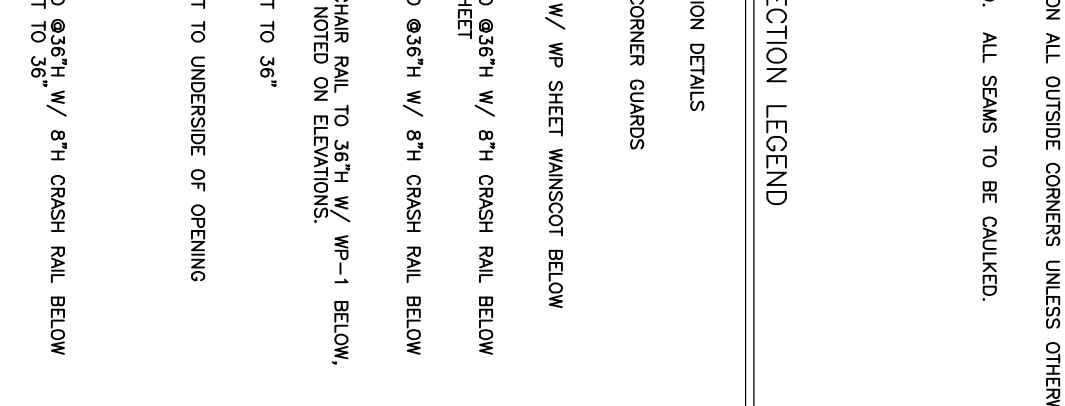 ON ALL OUTSIDE CORNERS UNLESS OTHERW
. ALL SEAMS TO BE CAULKED.
ECTION LEGEND
ION DETAILS
CORNER GUARDS
W/ WP SHEET WAINSCOT BELOW
D @36"H W/ 8"H CRASH RAIL BELOW
HEET
D @36"H W/ 8"H CRASH RAIL BELOW
CHAIR RAIL TO 36"H W/ WP-1 BELOW,
NOTED ON ELEVATIONS.
T TO 36"
T TO UNDERSIDE OF OPENING
D @36"H W/ 8"H CRASH RAIL BELOW
T TO 36"